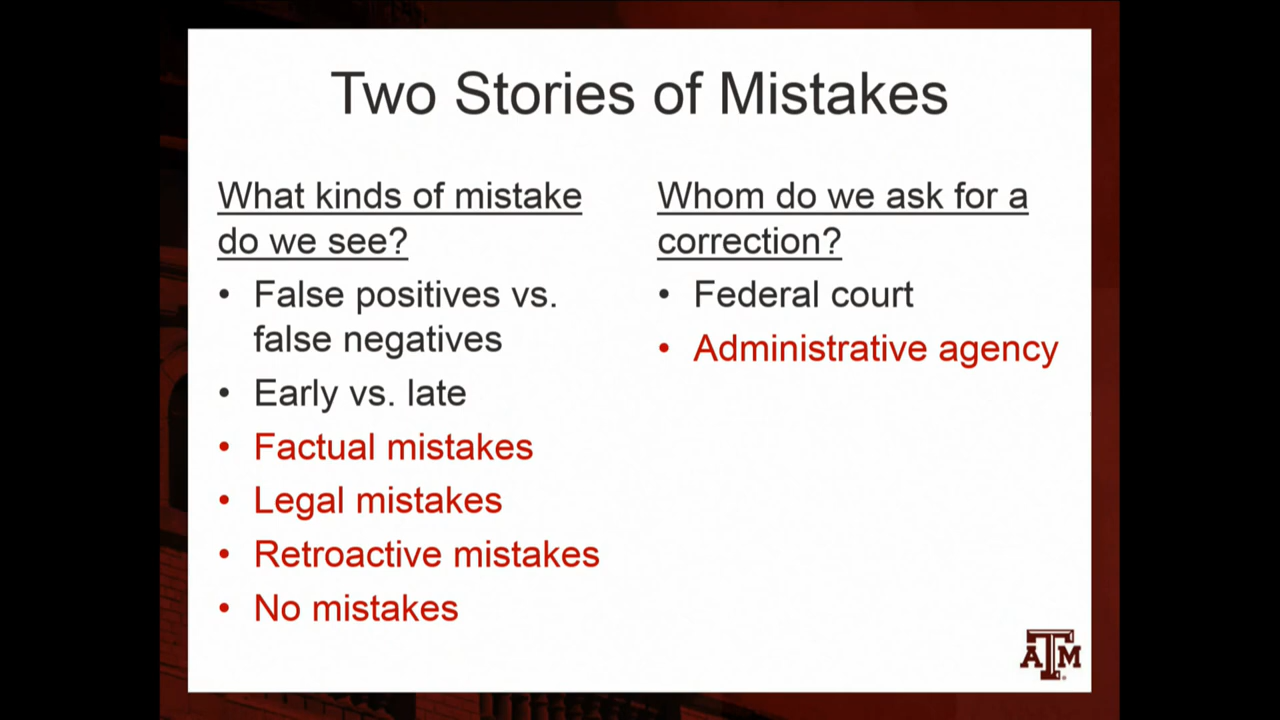 Two Stories of Mistakes
What kinds of mistake
do we see?
• False positives vs.
false negatives
• Early vs. late
• Factual mistakes
• Legal mistakes
• Retroactive mistakes
• No mistakes
Whom do we ask for a
correction?
• Federal court
• Administrative agency
ATM